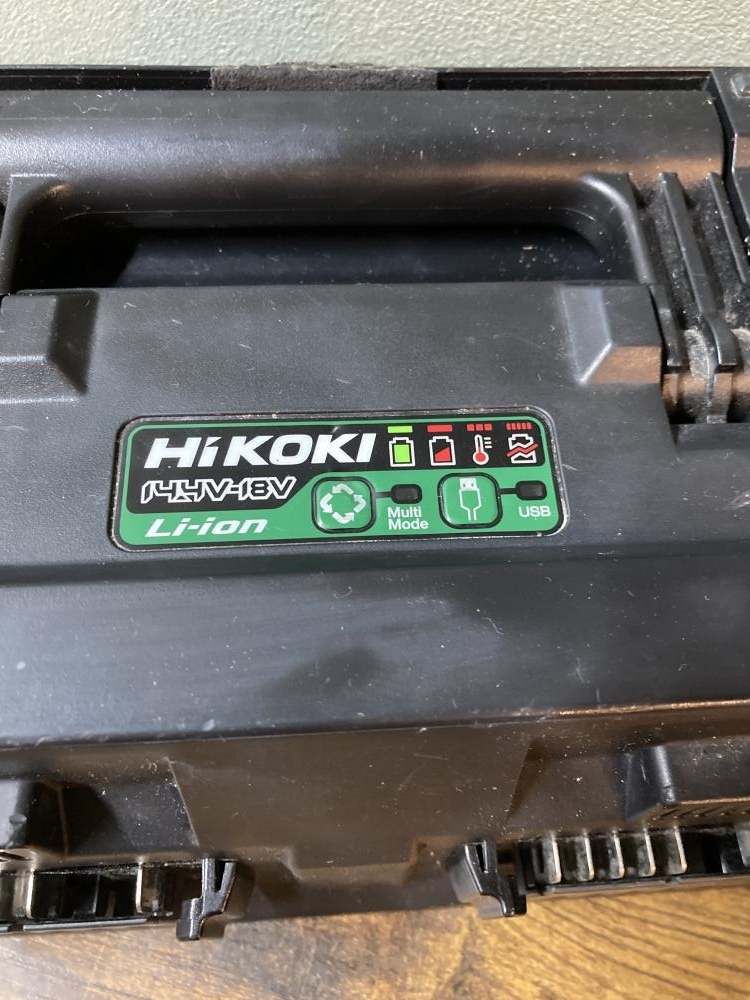 HiKOKI
14.4V-18V
Li-ion
Multi
Mode
USB